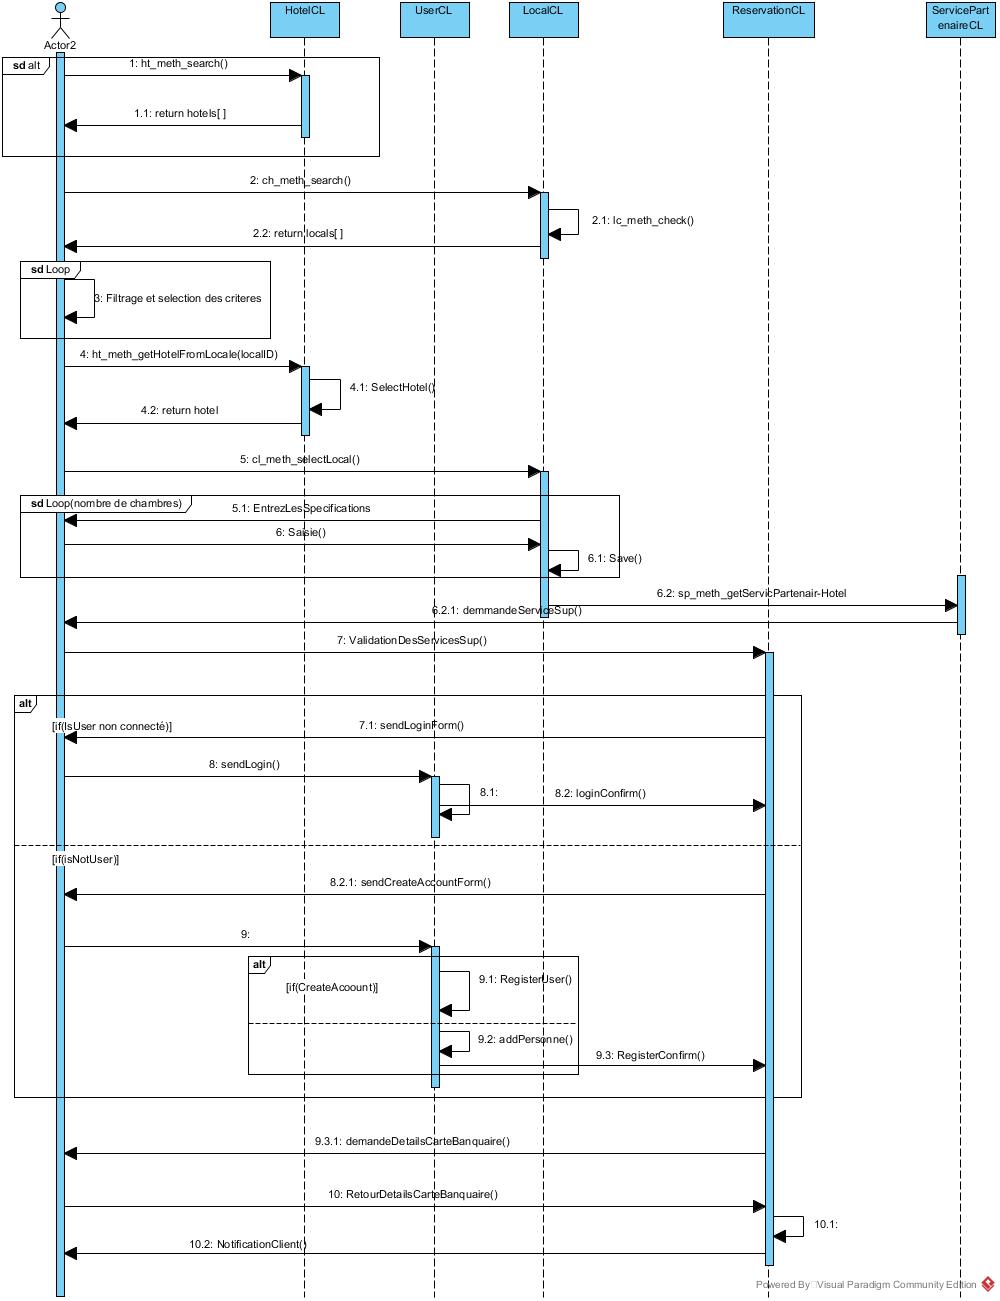 HotelCL
UserCL
LocalCL
ReservationCL
ServicePart
enaireCL
Actor2
sd alt
1: ht_meth_search()
1.1: return hotels[ ]
2: ch_meth_search()
2.1: lc_meth_check()
2.2: return locals[ ]
sd Loop
3: Filtrage et selection des criteres
4: ht_meth_getHotelFromLocale(localID)
4.1: SelectHotel()
4.2: return hotel
5: cl_meth_selectLocal()
sd Loop(nombre de chambres)
5.1: EntrezLesSpecifications
6: Saisie()
6.1: Save()
6.2: sp_meth_getServicPartenair-Hotel
6.2.1: demmandeServiceSup()
7: ValidationDesServicesSup()
alt
[if(IsUser non connecté)]
7.1: sendLoginForm()
8: sendLogin()
8.1:
8.2: loginConfirm()
[if(isNotUser)]
8.2.1: sendCreateAccountForm()
9:
alt
[if(CreateAcoount)]
9.1: RegisterUser()
9.2: addPersonne()
9.3: RegisterConfirm()
9.3.1: demandeDetailsCarteBanquaire()
10: RetourDetailsCarteBanquaire()
10.1:
10.2: NotificationClient()
Powered By Visual Paradigm Community Edition